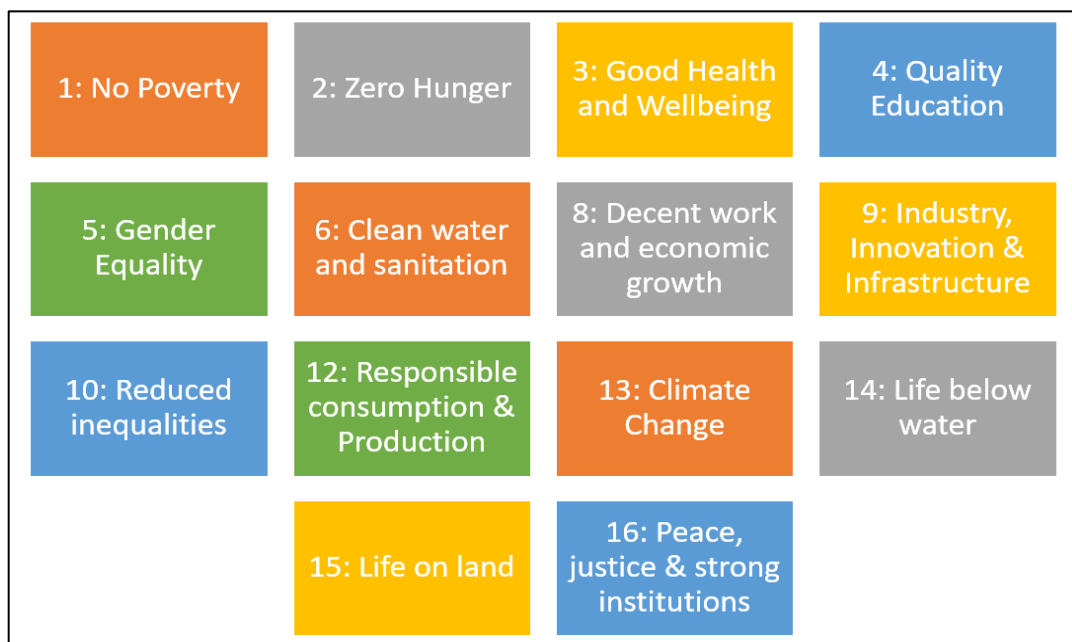 1: No Poverty
2: Zero Hunger
3: Good Health
and Wellbeing
4: Quality
Education
5: Gender
Equality
6: Clean water
and sanitation
8: Decent work
and economic
growth
9: Industry,
Innovation &
Infrastructure
10: Reduced
inequalities
12: Responsible
consumption &
Production
13: Climate
Change
14: Life below
water
15: Life on land
16: Peace,
justice & strong
institutions